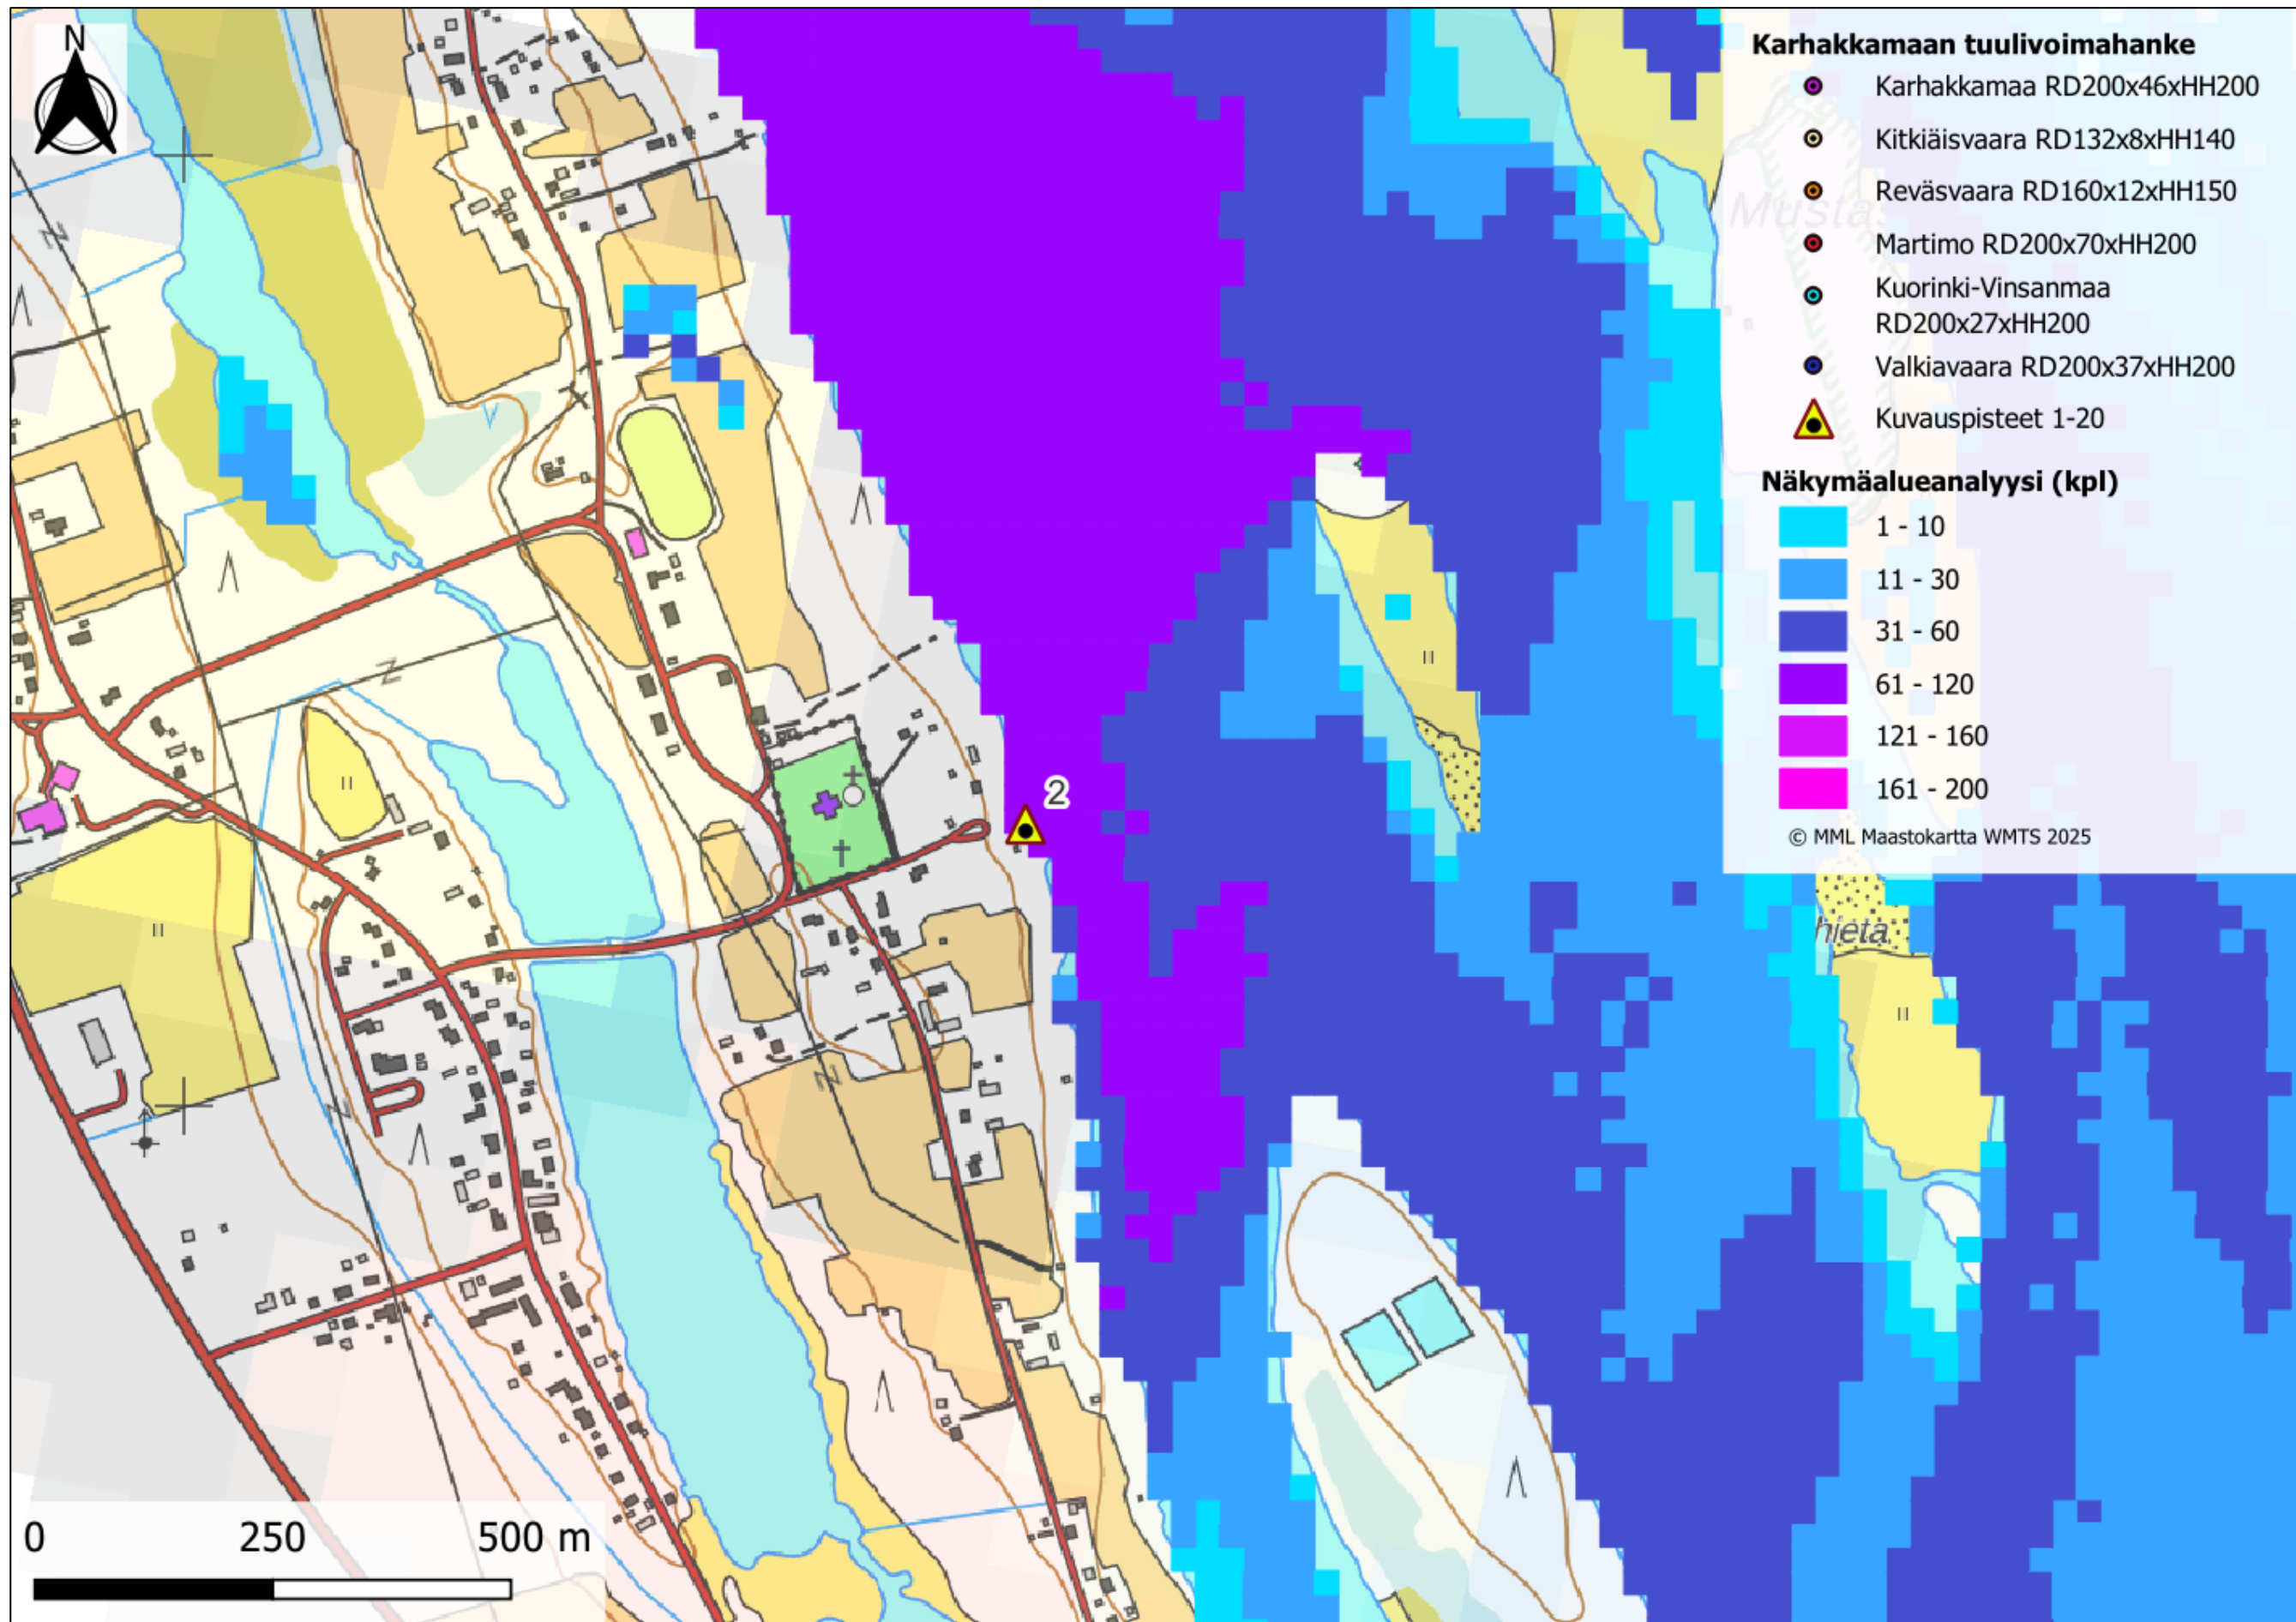 N
Karhakkamaan tuulivoimahanke
Karhakkamaa RD200x46xHH200
Kitkiäisvaara RD132x8xHH140
Reväsvaara RD160x12xHH150
Martimo RD200x70xHH200
Kuorinki-Vinsanmaa
RD200x27xHH200
Valkiavaara RD200x37xHH200
Kuvauspisteet 1-20
Näkymäalueanalyysi (kpl)
1 - 10
11 - 30
31 - 60
61 - 120
121 - 160
161 - 200
© MML Maastokartta WMTS 2025
Musta
2
hieta
0 250 500 m